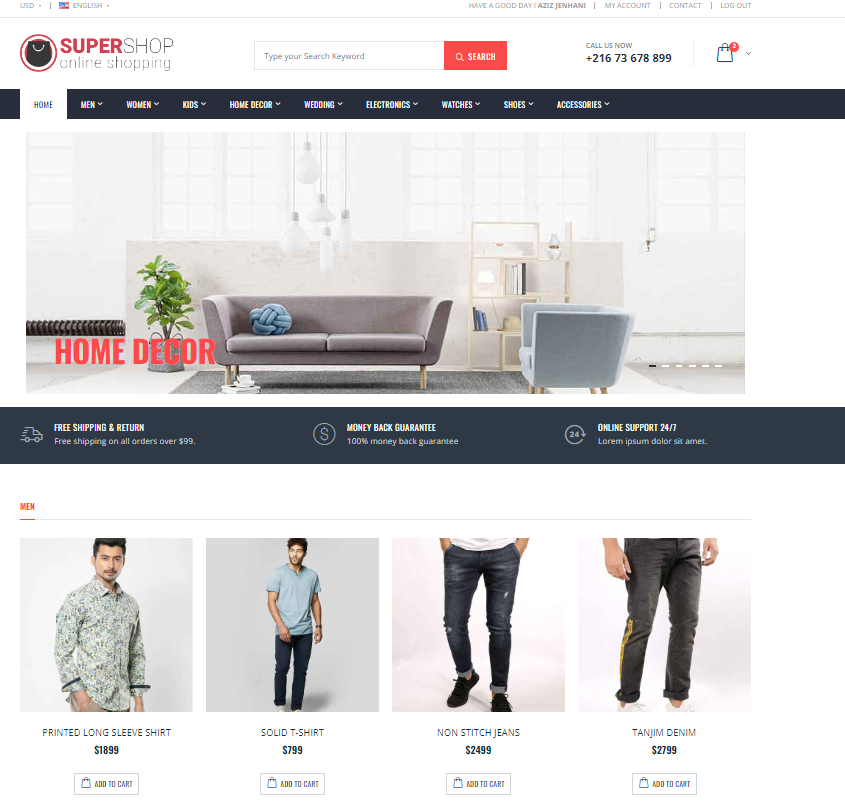 USD | ENGLISH HAVE A GOOD DAY ! AZIZ JENHANI | MY ACCOUNT | CONTACT | LOG OUT
SUPERSHOP
online shopping
Type your Search Keyword
SEARCH
CALL US NOW
+216 73 678 899
2
HOME MEN WOMEN KIDS HOME DECOR WEDDING ELECTRONICS WATCHES SHOES ACCESSORIES
HOME DECOR
FREE SHIPPING & RETURN
Free shipping on all orders over $99.
MONEY BACK GUARANTEE
100% money back guarantee
24
ONLINE SUPPORT 24/7
Lorem ipsum dolor sit amet.
MEN
PRINTED LONG SLEEVE SHIRT
$1899
ADD TO CART
SOLID T-SHIRT
$799
ADD TO CART
NON STITCH JEANS
$2499
ADD TO CART
TANJIM DENIM
$2799
ADD TO CART